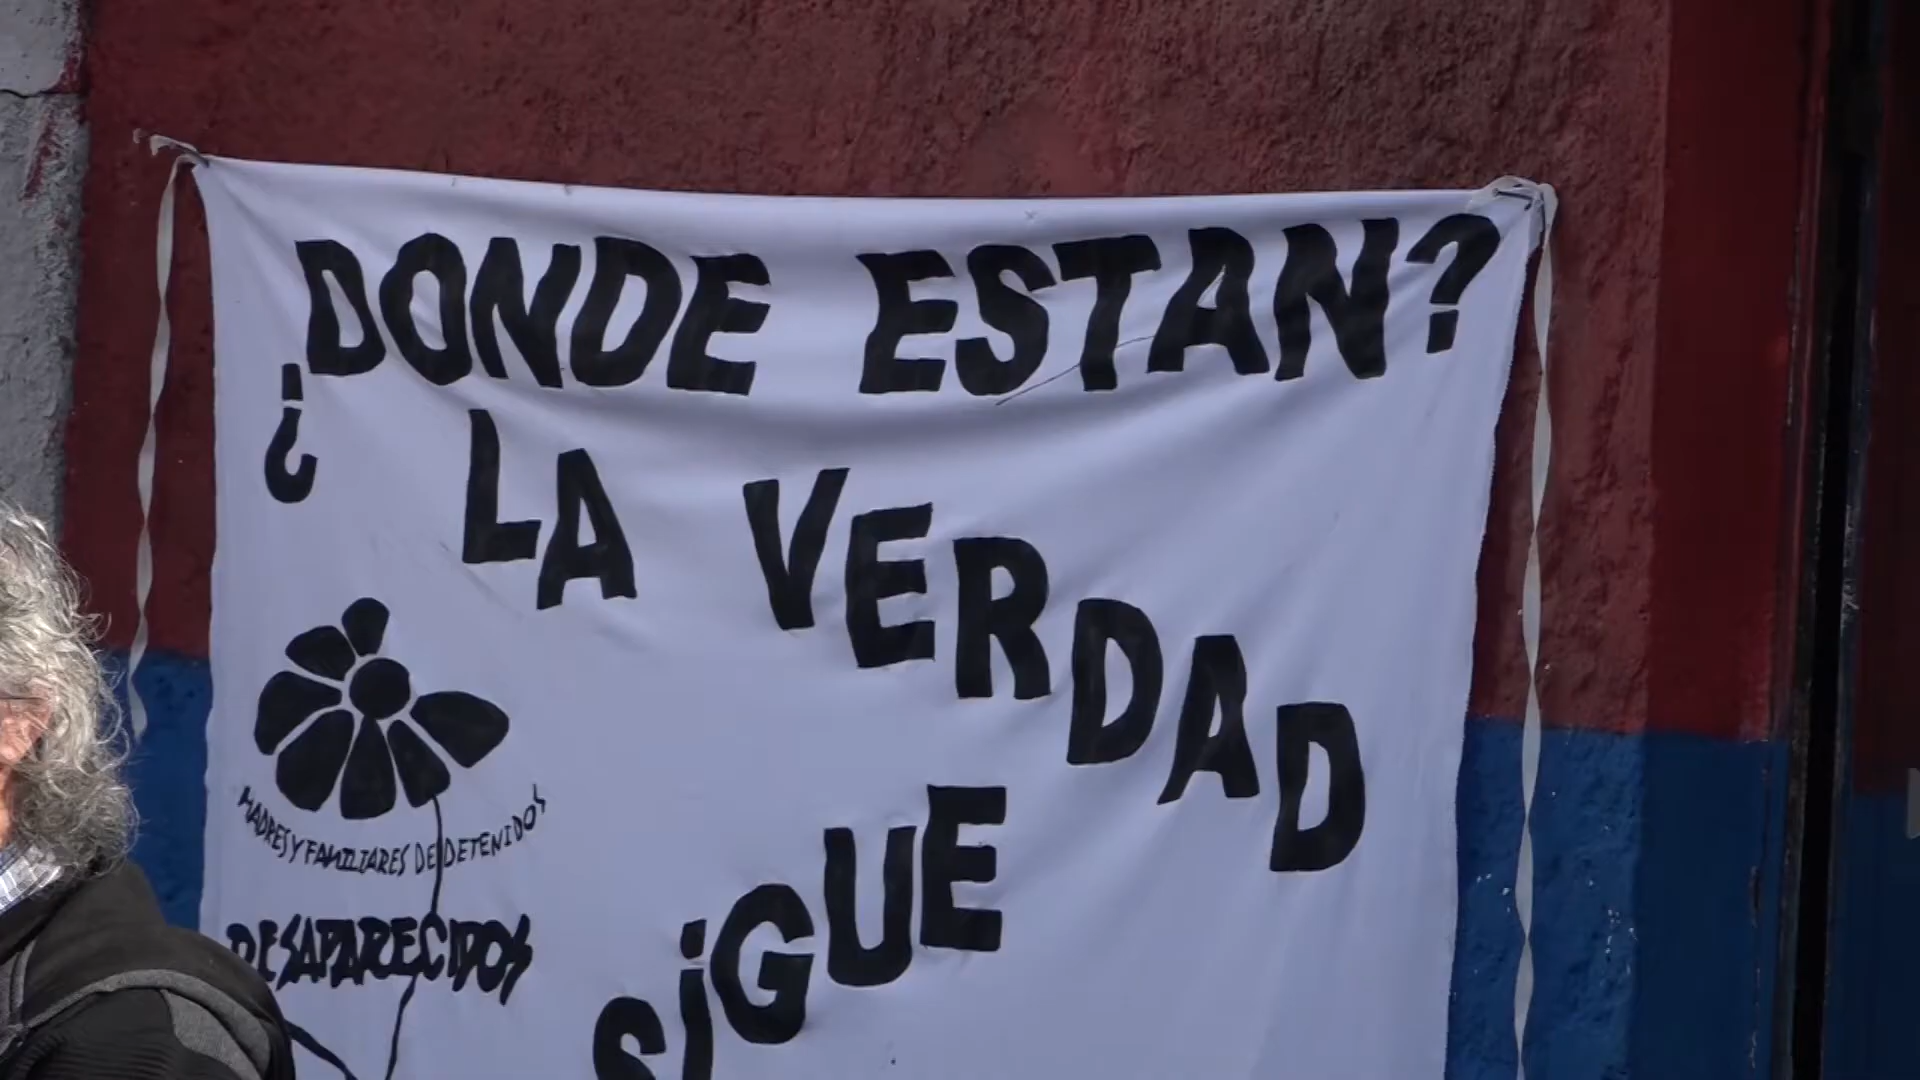 ¿DONDE ESTAN?
LA VERDAD
SiGUE
MADRES Y FAMILIARES DE DETENIDOS
DESAPARECIDOS